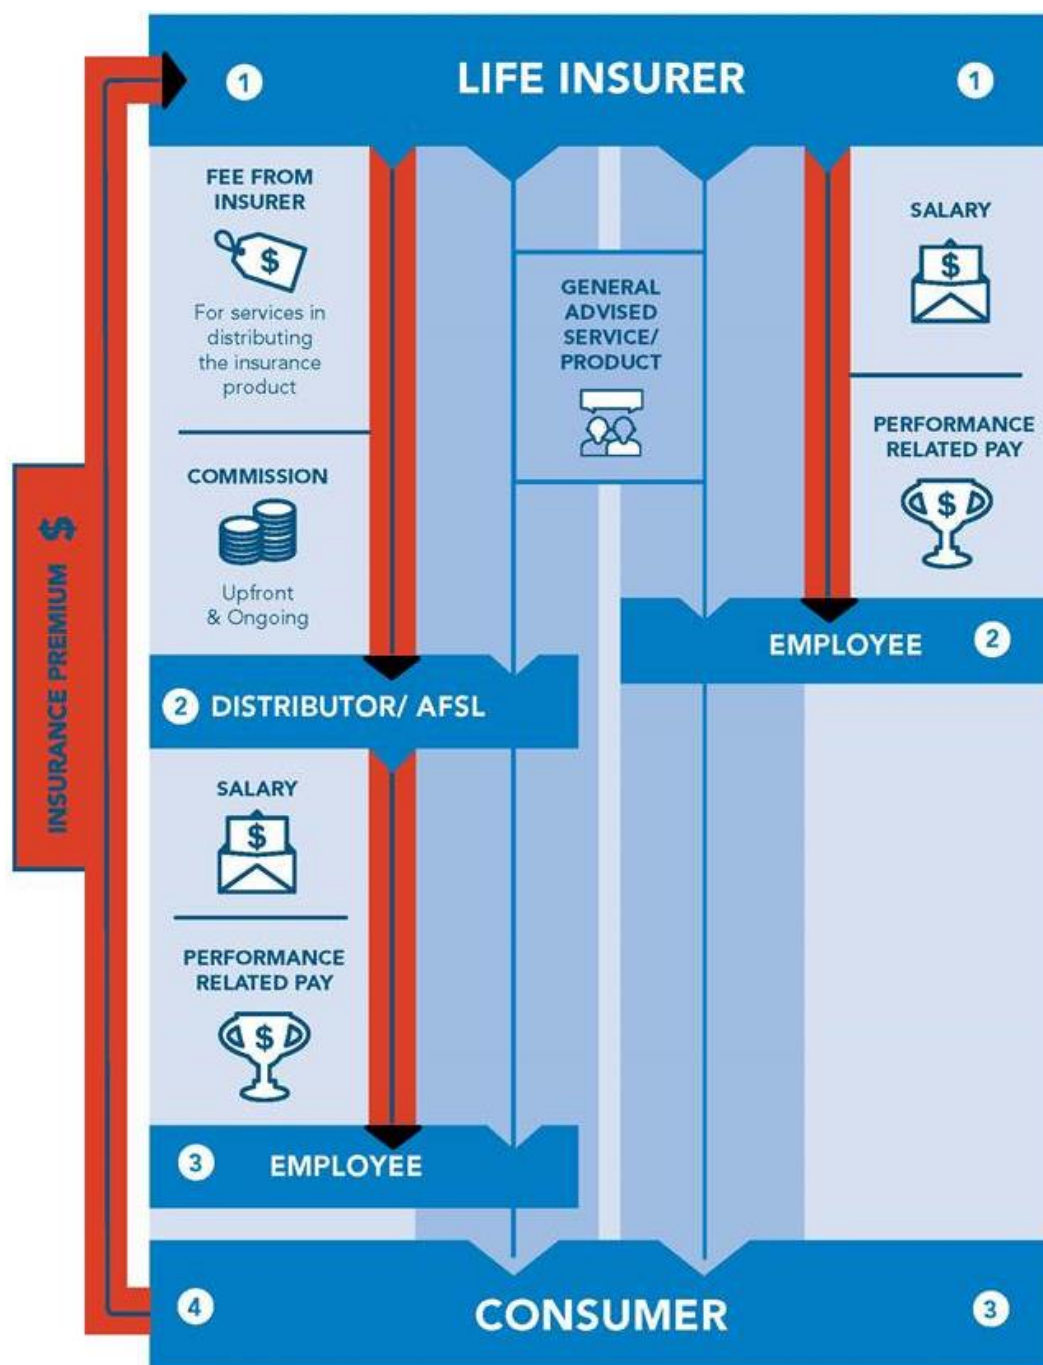 1
LIFE INSURER
1
FEE FROM
INSURER
$
For services in
distributing
the insurance
product
COMMISSION
Upfront
& Ongoing
GENERAL
ADVISED
SERVICE/
PRODUCT
SALARY
$
PERFORMANCE
RELATED PAY
$
EMPLOYEE
2
2
DISTRIBUTOR/ AFSL
SALARY
$
PERFORMANCE
RELATED PAY
$
3
EMPLOYEE
INSURANCE PREMIUM $
4
CONSUMER
3